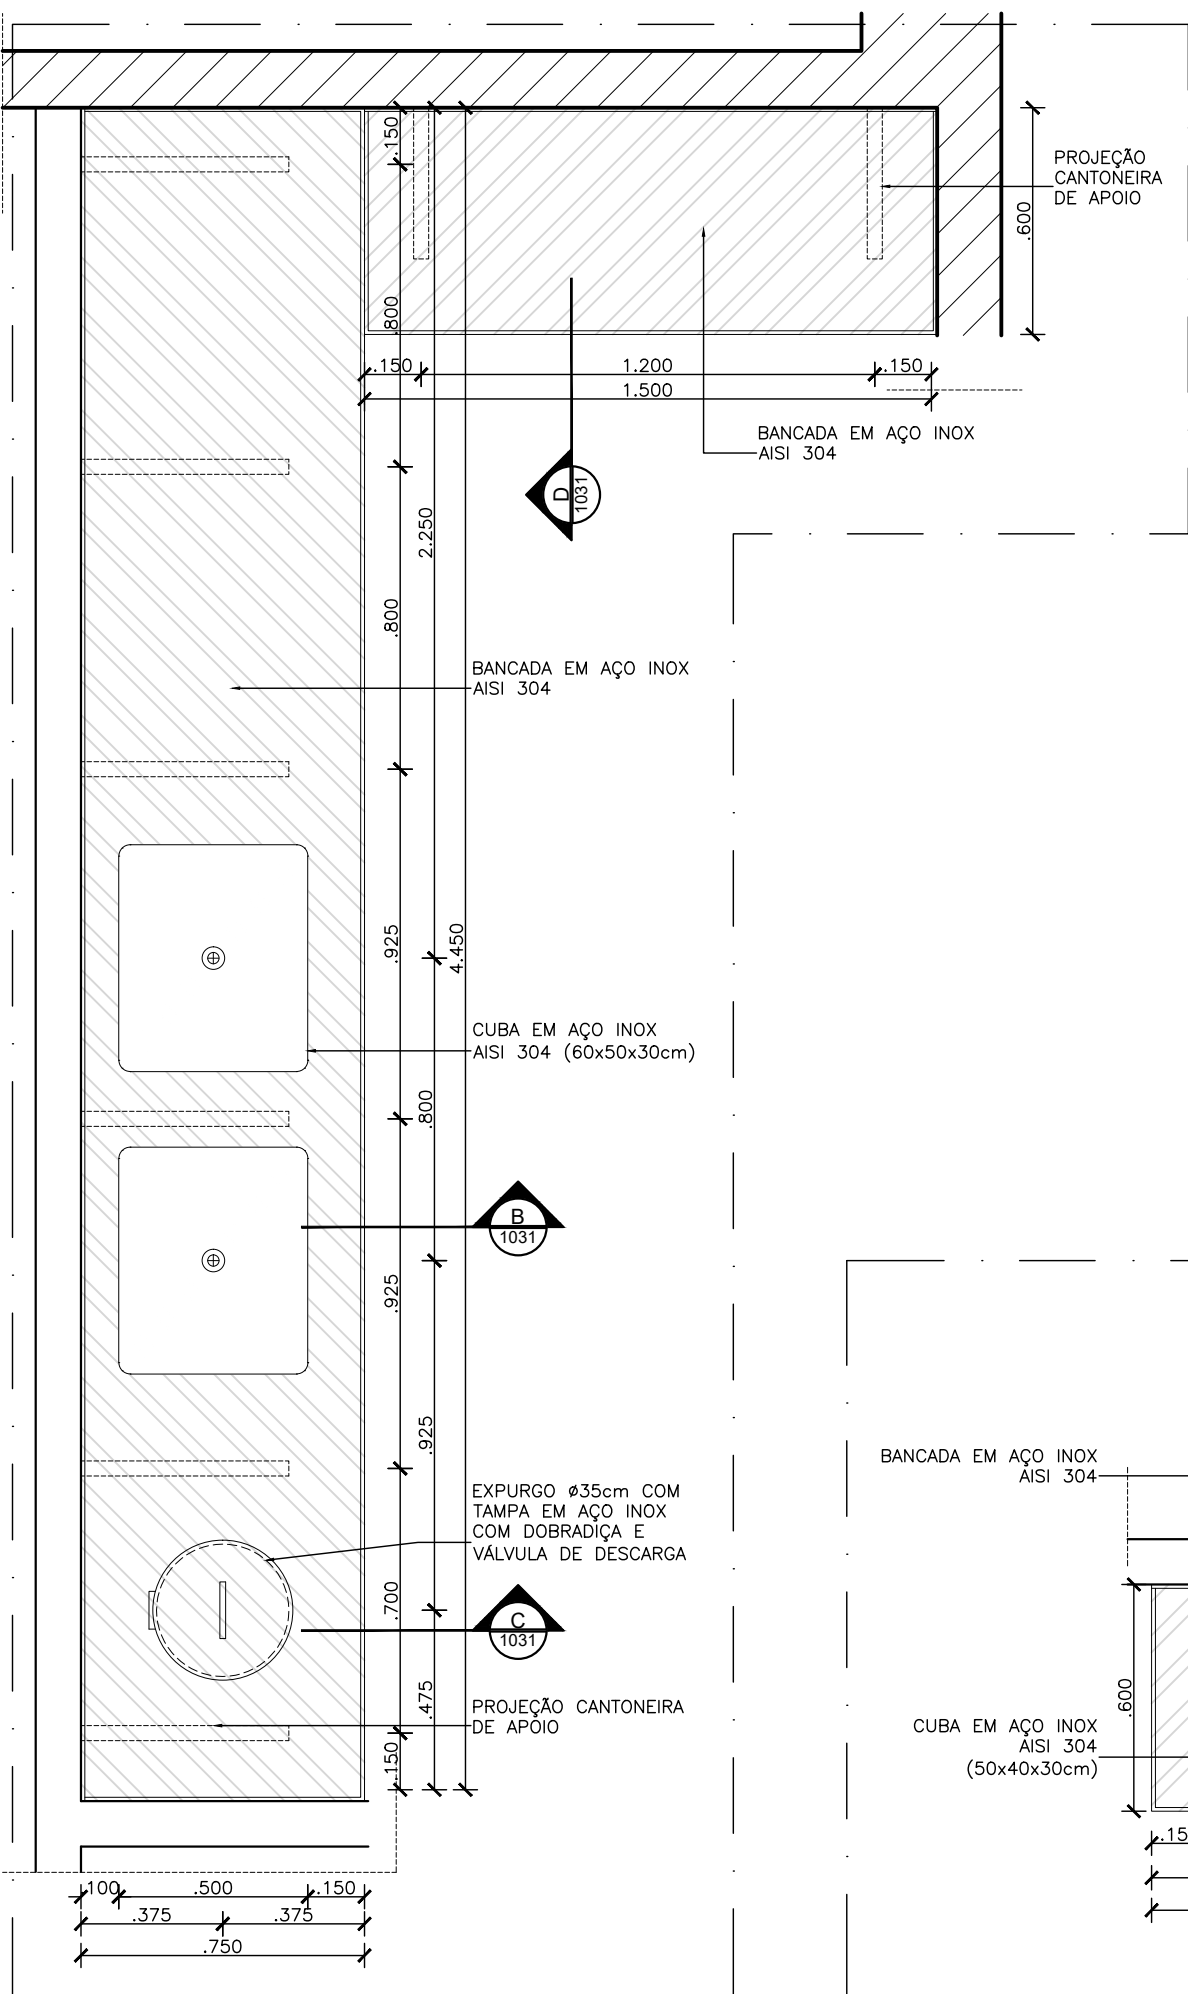 .150
PROJEÇÃO
CANTONEIRA
DE APOIO
.600
.800
.150
1.200
.150
1.500
BANCADA EM AÇO INOX
AISI 304
D
1031
2.250
.800
BANCADA EM AÇO INOX
AISI 304
.925
4.450
CUBA EM AÇO INOX
AISI 304 (60x50x30cm)
.800
B
1031
.925
.925
BANCADA EM AÇO INOX
AISI 304
EXPURGO ø35cm COM
TAMPA EM AÇO INOX
COM DOBRADIÇA E
VÁLVULA DE DESCARGA
.700
C
1031
.475
PROJEÇÃO CANTONEIRA
DE APOIO
.150
.600
CUBA EM AÇO INOX
AISI 304
(50x40x30cm)
.15
.100
.500
.150
.375
.375
.750